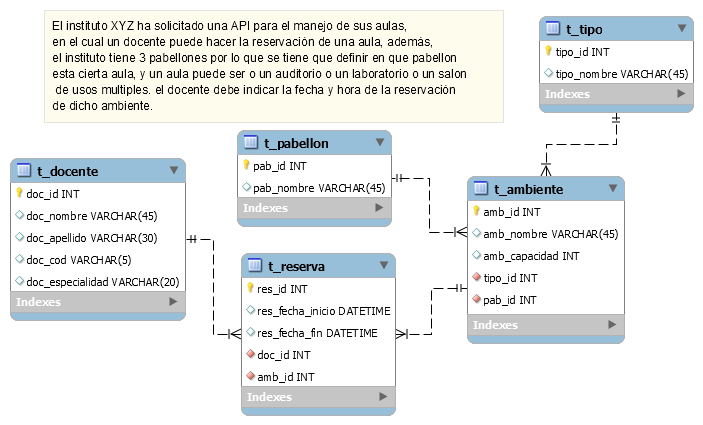 El instituto XYZ ha solicitado una API para el manejo de sus aulas,
en el cual un docente puede hacer la reservación de una aula, además,
el instituto tiene 3 pabellones por lo que se tiene que definir en que pabellon
esta cierta aula, y un aula puede ser o un auditorio o un laboratorio o un salon
de usos multiples. el docente debe indicar la fecha y hora de la reservación
de dicho ambiente.
t_tipo
tipo_id INT
tipo_nombre VARCHAR(45)
Indexes
t_pabellon
pab_id INT
pab_nombre VARCHAR(45)
Indexes
t_docente
doc_id INT
doc_nombre VARCHAR(45)
doc_apellido VARCHAR(30)
doc_cod VARCHAR(5)
doc_especialidad VARCHAR(20)
Indexes
t_ambiente
amb_id INT
amb_nombre VARCHAR(45)
amb_capacidad INT
tipo_id INT
pab_id INT
Indexes
t_reserva
res_id INT
res_fecha_inicio DATETIME
res_fecha_fin DATETIME
doc_id INT
amb_id INT
Indexes